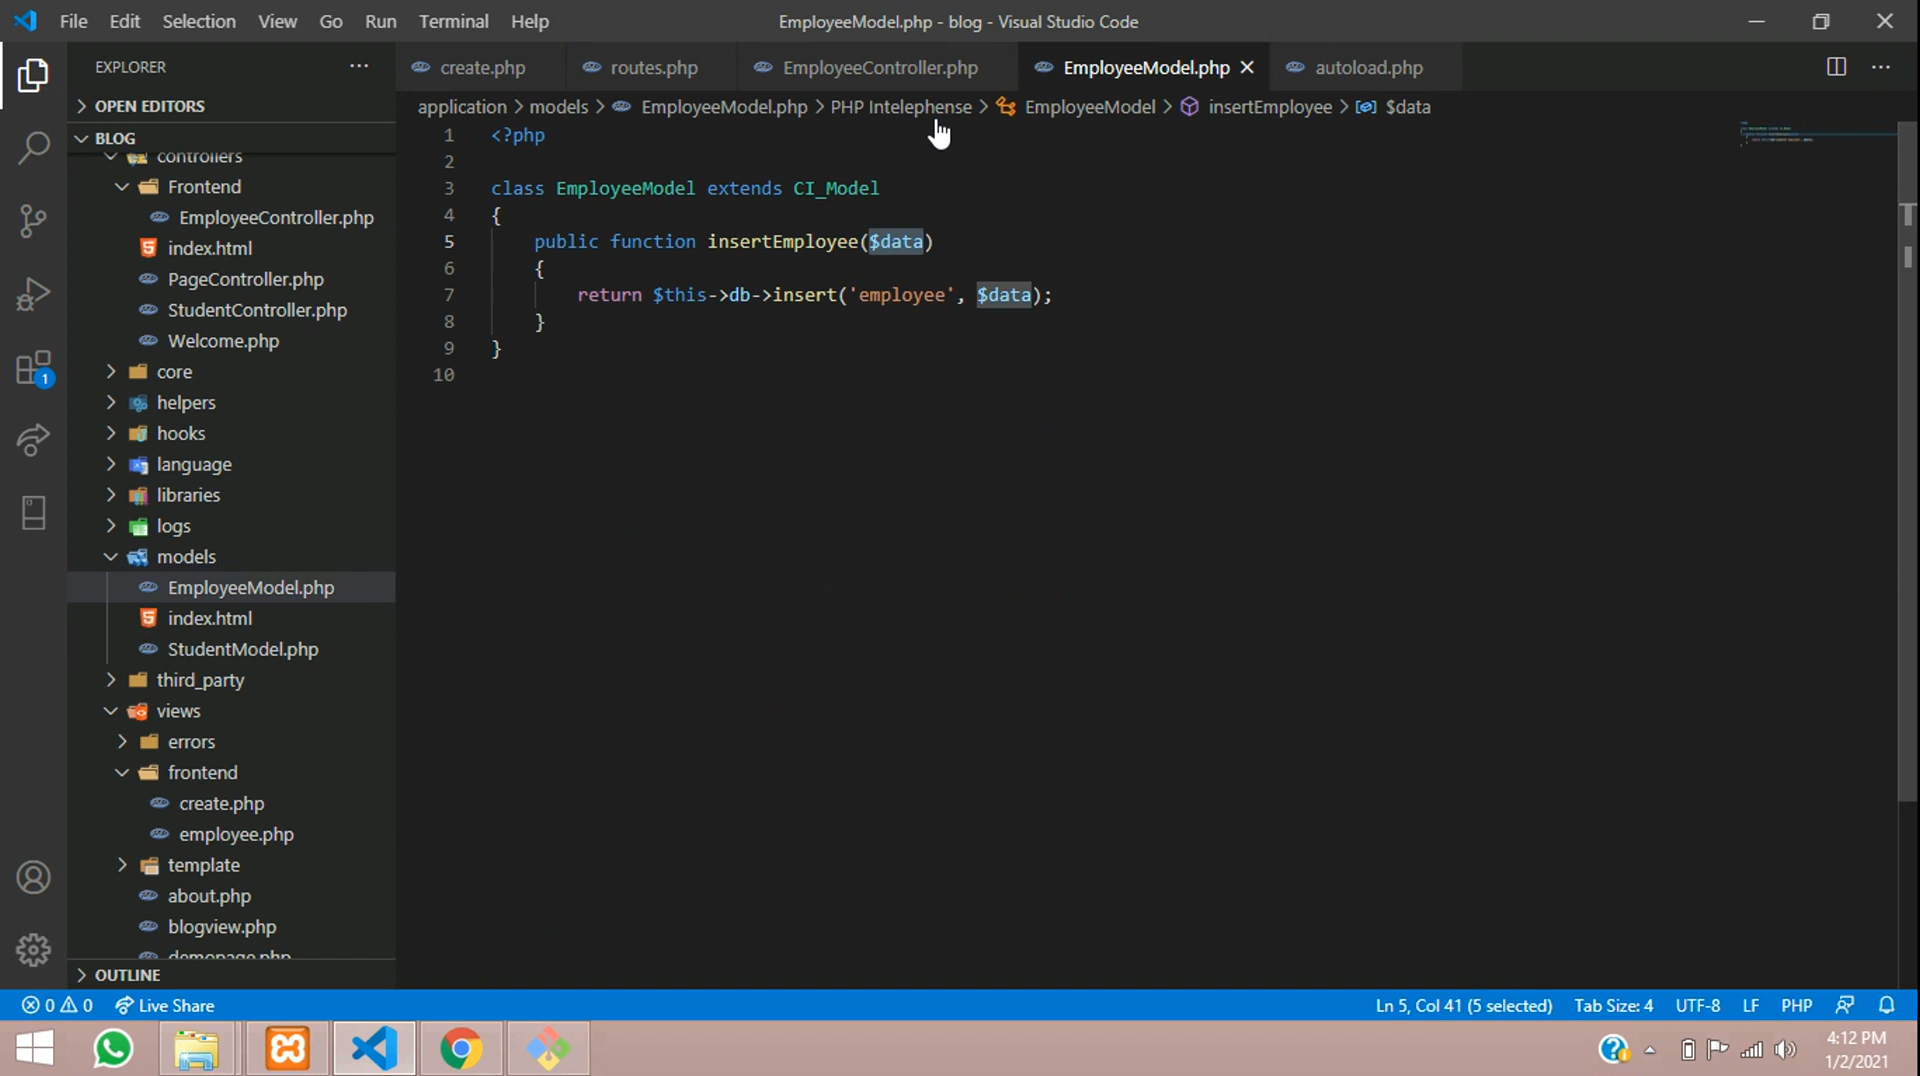 File Edit Selection View Go Run Terminal Help
EmployeeModel.php - blog - Visual Studio Code
EXPLORER
OPEN EDITORS
BLOG
controllers
Frontend
EmployeeController.php
index.html
PageController.php
StudentController.php
Welcome.php
core
helpers
hooks
language
libraries
logs
models
EmployeeModel.php
index.html
StudentModel.php
third_party
views
errors
frontend
create.php
employee.php
template
about.php
blogview.php
demopage.php
OUTLINE
1
create.php routes.php EmployeeController.php EmployeeModel.php autoload.php
application > models > EmployeeModel.php > PHP Intelephense > EmployeeModel > insertEmployee > $data
1 <?php
2
3 class EmployeeModel extends CI_Model
4 {
5 public function insertEmployee($data)
6 {
7 return $this->db->insert('employee', $data);
8 }
9 }
10
0 0 Live Share
Ln 5, Col 41 (5 selected) Tab Size: 4 UTF-8 LF PHP
4:12 PM
1/2/2021